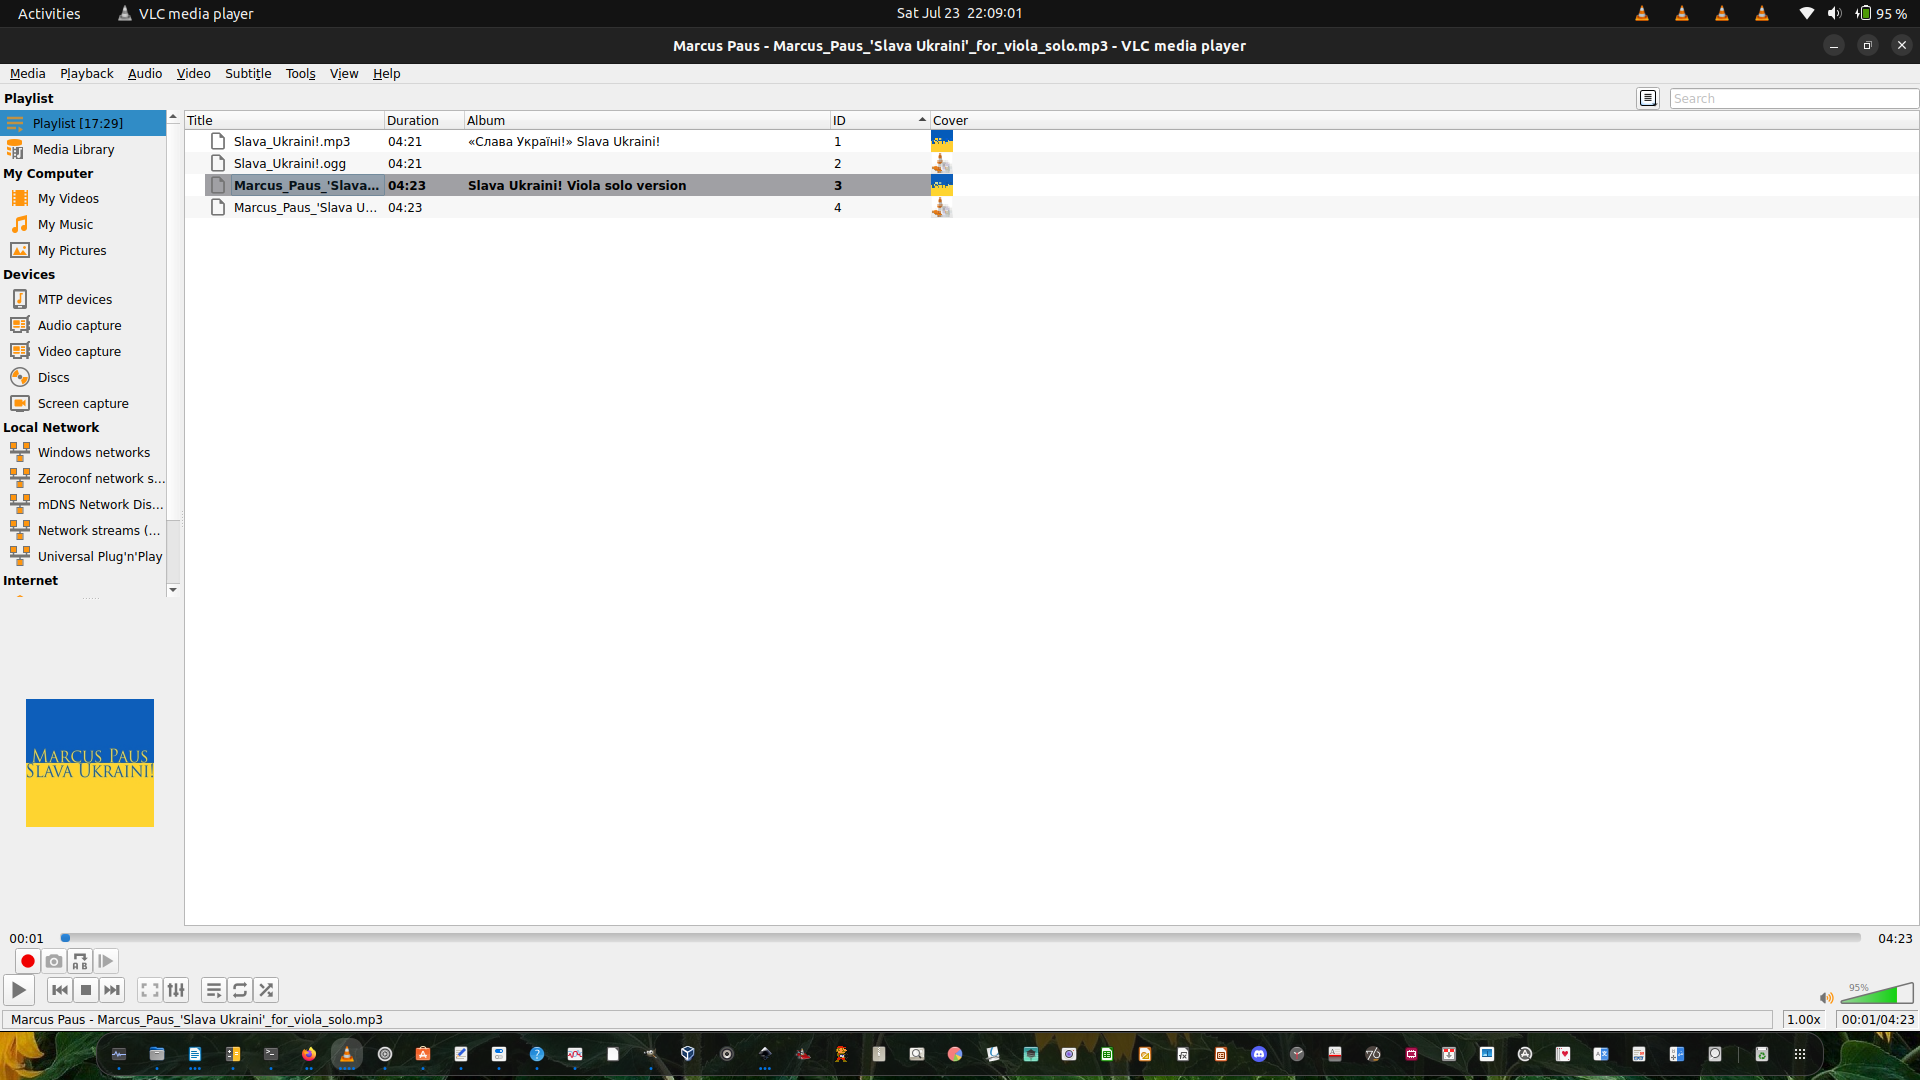 Activities VLC media player Sat Jul 23 22:09:01 95 %
Marcus Paus - Marcus_Paus_'Slava Ukraini'_for_viola_solo.mp3 - VLC media player
Media Playback Audio Video Subtitle Tools View Help
Playlist Search
Playlist [17:29]
Media Library
My Computer
My Videos
My Music
My Pictures
Devices
MTP devices
Audio capture
Video capture
Discs
Screen capture
Local Network
Windows networks
Zeroconf network s...
mDNS Network Dis...
Network streams (...
Universal Plug'n'Play
Internet
Title Duration Album ID Cover
Slava_Ukraini!.mp3 04:21 «Слава Україні!» Slava Ukraini! 1
Slava_Ukraini!.ogg 04:21 2
Marcus_Paus_'Slava... 04:23 Slava Ukraini! Viola solo version 3
Marcus_Paus_'Slava U... 04:23 4
MARCUS PAUS
SLAVA UKRAINI!
00:01 04:23
A B
95%
Marcus Paus - Marcus_Paus_'Slava Ukraini'_for_viola_solo.mp3 1.00x 00:01/04:23